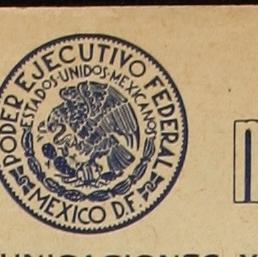 PODER EJECUTIVO FEDERAL
ESTADOS·UNIDOS·MEXICANOS
MEXICO D.F.